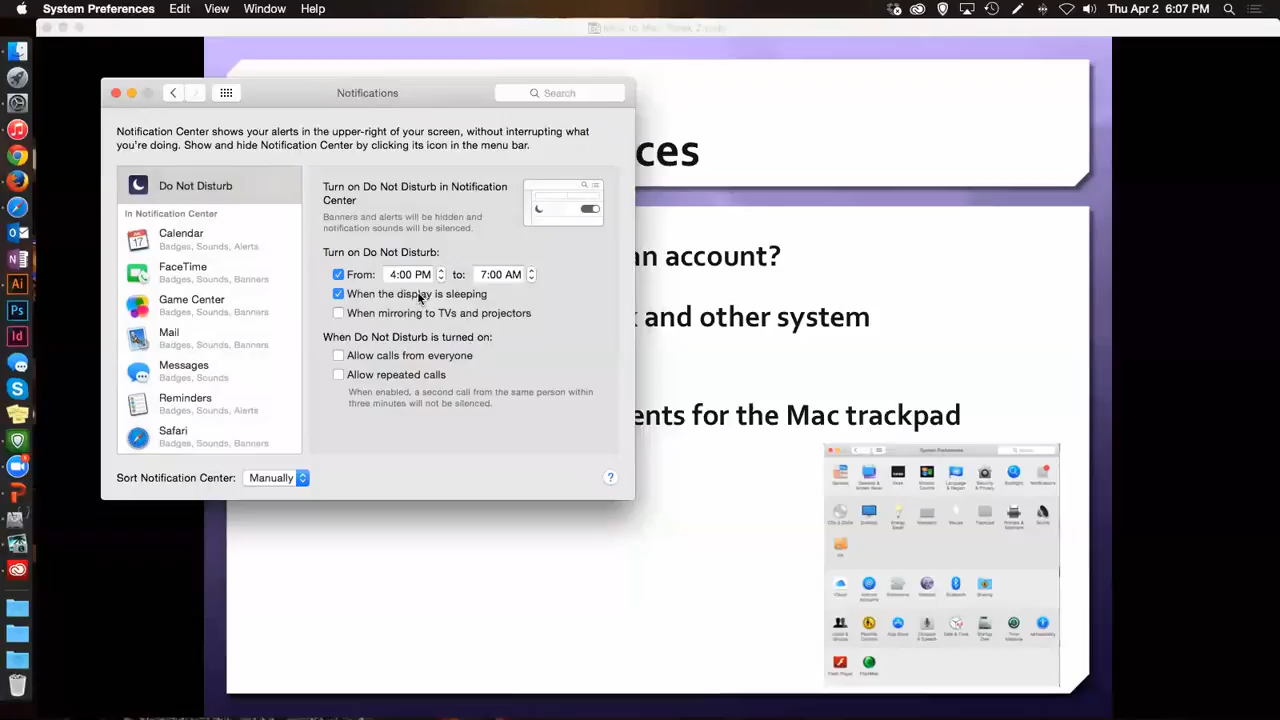 System Preferences Edit View Window Help
Thu Apr 2 6:07 PM
Notifications
Search
Notification Center shows your alerts in the upper-right of your screen, without interrupting what
you're doing. Show and hide Notification Center by clicking its icon in the menu bar.
Do Not Disturb
In Notification Center
Calendar
Badges, Sounds, Alerts
FaceTime
Badges, Sounds, Banners
Game Center
Badges, Sounds, Banners
Mail
Badges, Sounds, Banners
Messages
Badges, Sounds
Reminders
Badges, Sounds, Alerts
Safari
Badges, Sounds, Banners
Sort Notification Center: Manually
Turn on Do Not Disturb in Notification
Center
Banners and alerts will be hidden and
notification sounds will be silenced.
Turn on Do Not Disturb:
From: 4:00 PM to: 7:00 AM
When the display is sleeping
When mirroring to TVs and projectors
When Do Not Disturb is turned on:
Allow calls from everyone
Allow repeated calls
When enabled, a second call from the same person within
three minutes will not be silenced.
?
ces
an account?
and other system
ents for the Mac trackpad
System Preferences